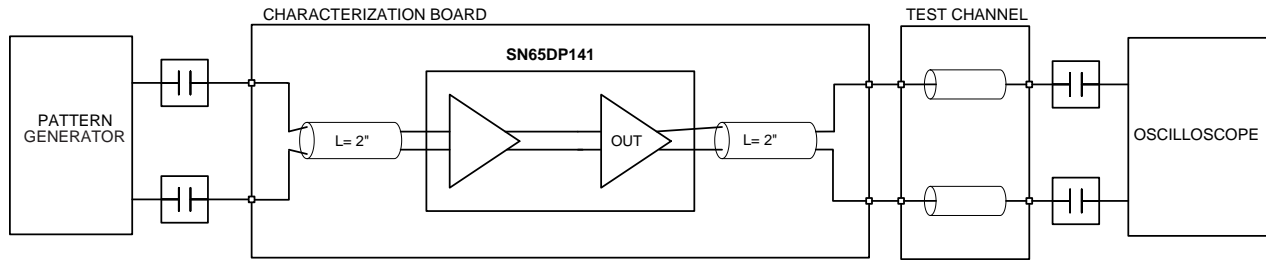 CHARACTERIZATION BOARD
TEST CHANNEL
SN65DP141
PATTERN
GENERATOR
L= 2"
OUT
L= 2"
OSCILLOSCOPE